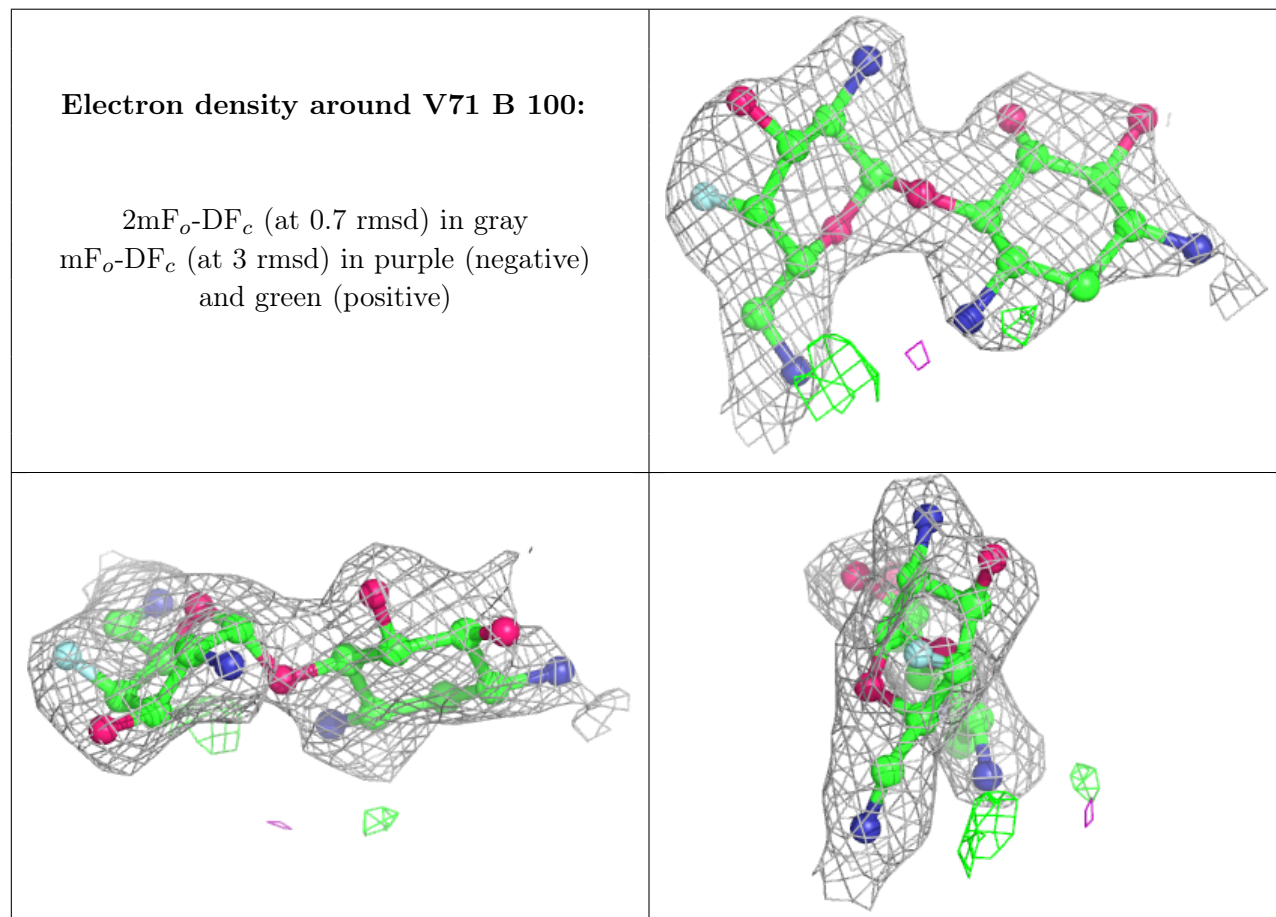 Electron density around V71 B 100:
2mFo-DFc (at 0.7 rmsd) in gray
mFo-DFc (at 3 rmsd) in purple (negative)
and green (positive)